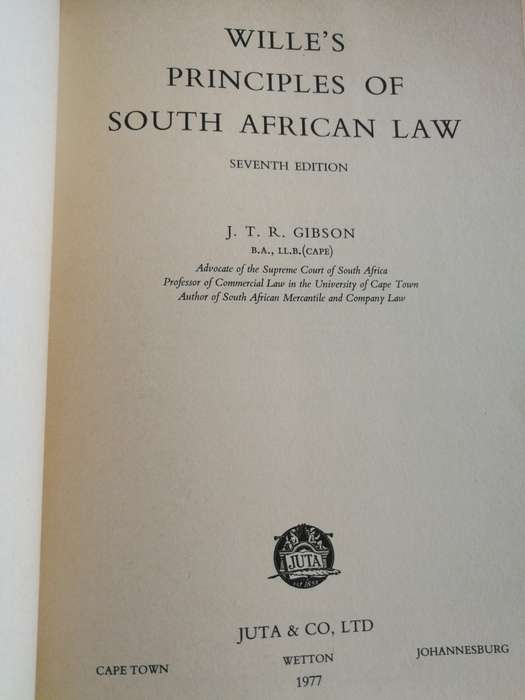 WILLE'S
PRINCIPLES OF
SOUTH AFRICAN LAW
SEVENTH EDITION
J. T. R. GIBSON
B.A., LL.B.(CAPE)
Advocate of the Supreme Court of South Africa
Professor of Commercial Law in the University of Cape Town
Author of South African Mercantile and Company Law
JUTA
EST 1853
JUTA & CO, LTD
CAPE TOWN WETTON JOHANNESBURG
1977